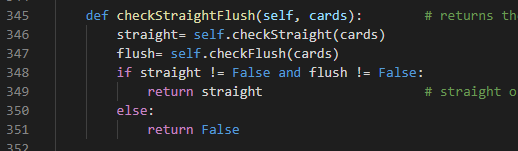 345 def checkStraightFlush(self, cards): # returns th
346 straight= self.checkStraight(cards)
347 flush= self.checkFlush(cards)
348 if straight != False and flush != False:
349 return straight # straight o
350 else:
351 return False
352